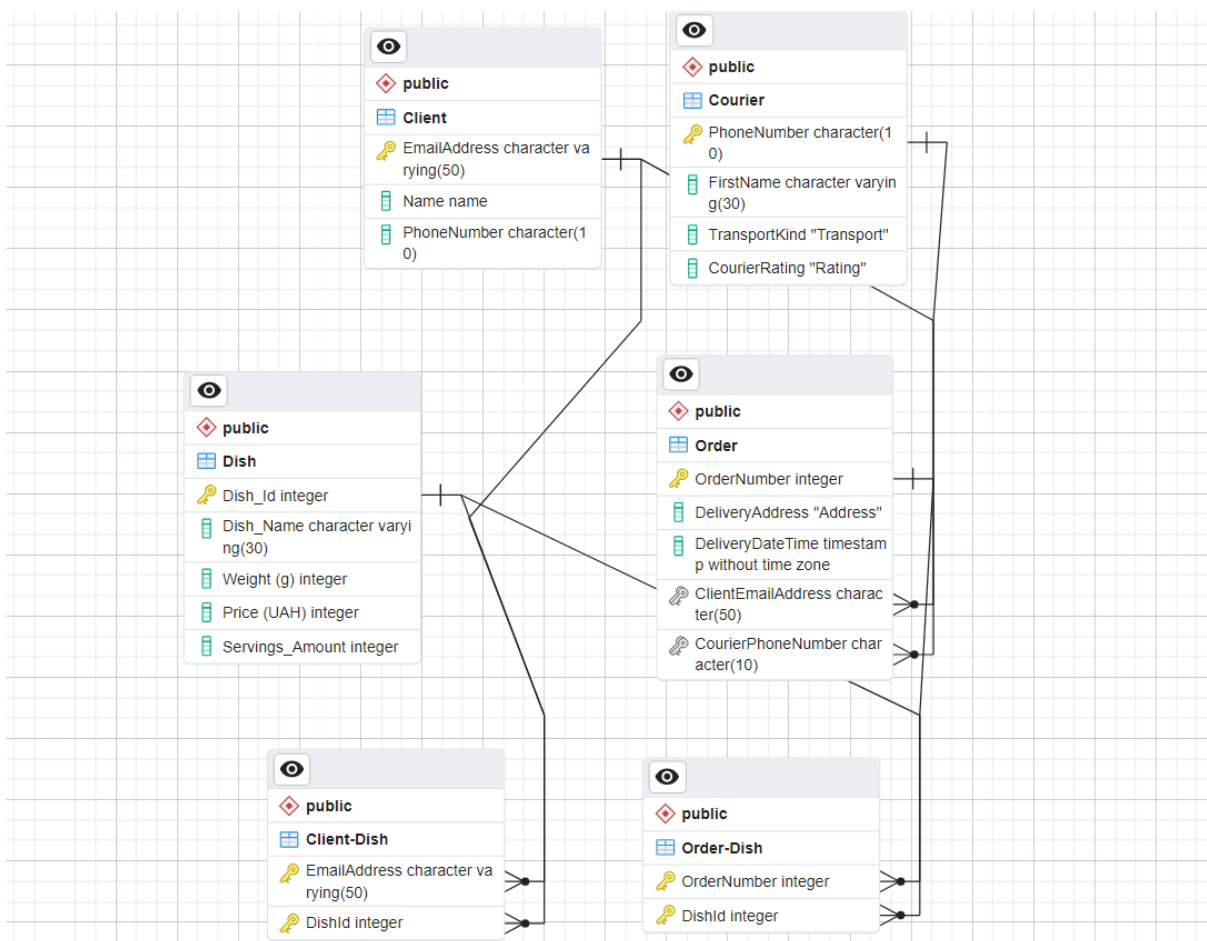 public
Client
EmailAddress character va
rying(50)
Name name
PhoneNumber character(1
0)
public
Courier
PhoneNumber character(1
0)
FirstName character varyin
g(30)
TransportKind "Transport"
CourierRating "Rating"
public
Dish
Dish_Id integer
Dish_Name character varyi
ng(30)
Weight (g) integer
Price (UAH) integer
Servings_Amount integer
public
Order
OrderNumber integer
DeliveryAddress "Address"
DeliveryDateTime timestam
p without time zone
ClientEmailAddress charac
ter(50)
CourierPhoneNumber char
acter(10)
public
Client-Dish
EmailAddress character va
rying(50)
DishId integer
public
Order-Dish
OrderNumber integer
DishId integer